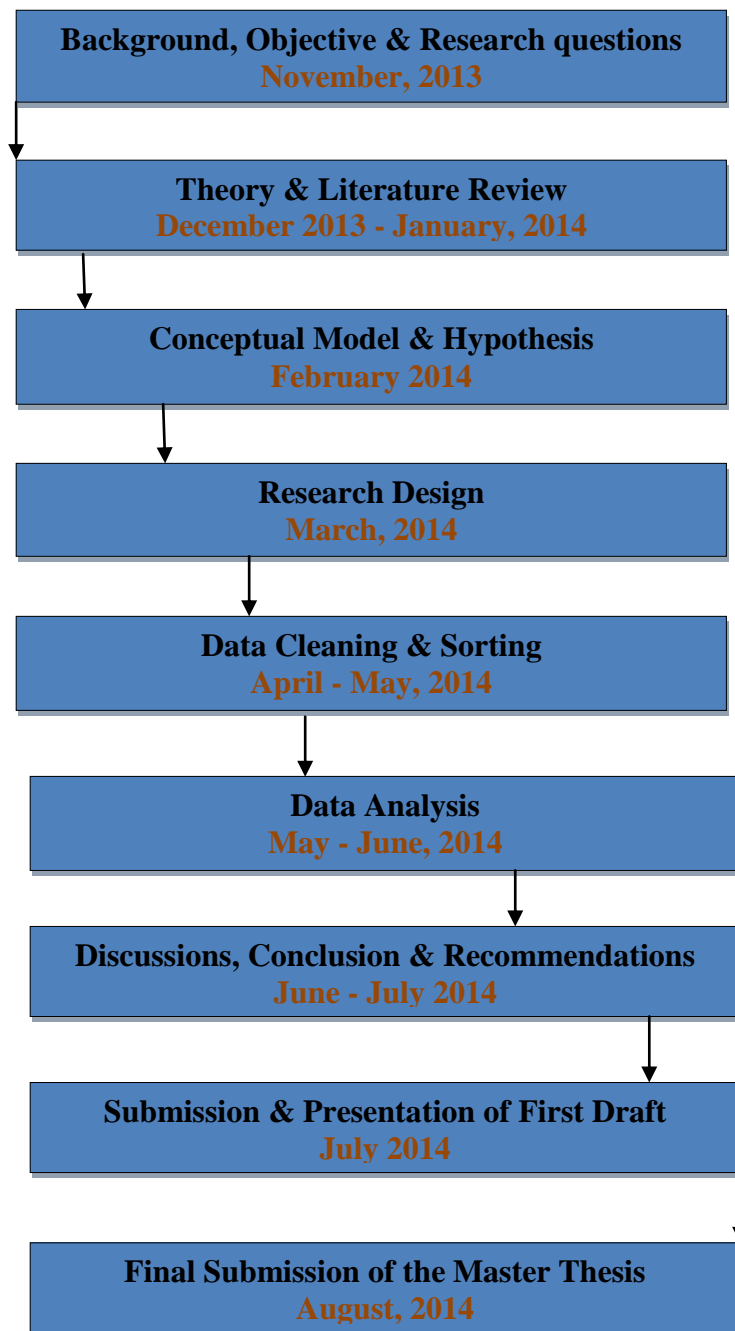 Background, Objective & Research questions
November, 2013
Theory & Literature Review
December 2013 - January, 2014
Conceptual Model & Hypothesis
February 2014
Research Design
March, 2014
Data Cleaning & Sorting
April - May, 2014
Data Analysis
May - June, 2014
Discussions, Conclusion & Recommendations
June - July 2014
Submission & Presentation of First Draft
July 2014
Final Submission of the Master Thesis
August, 2014